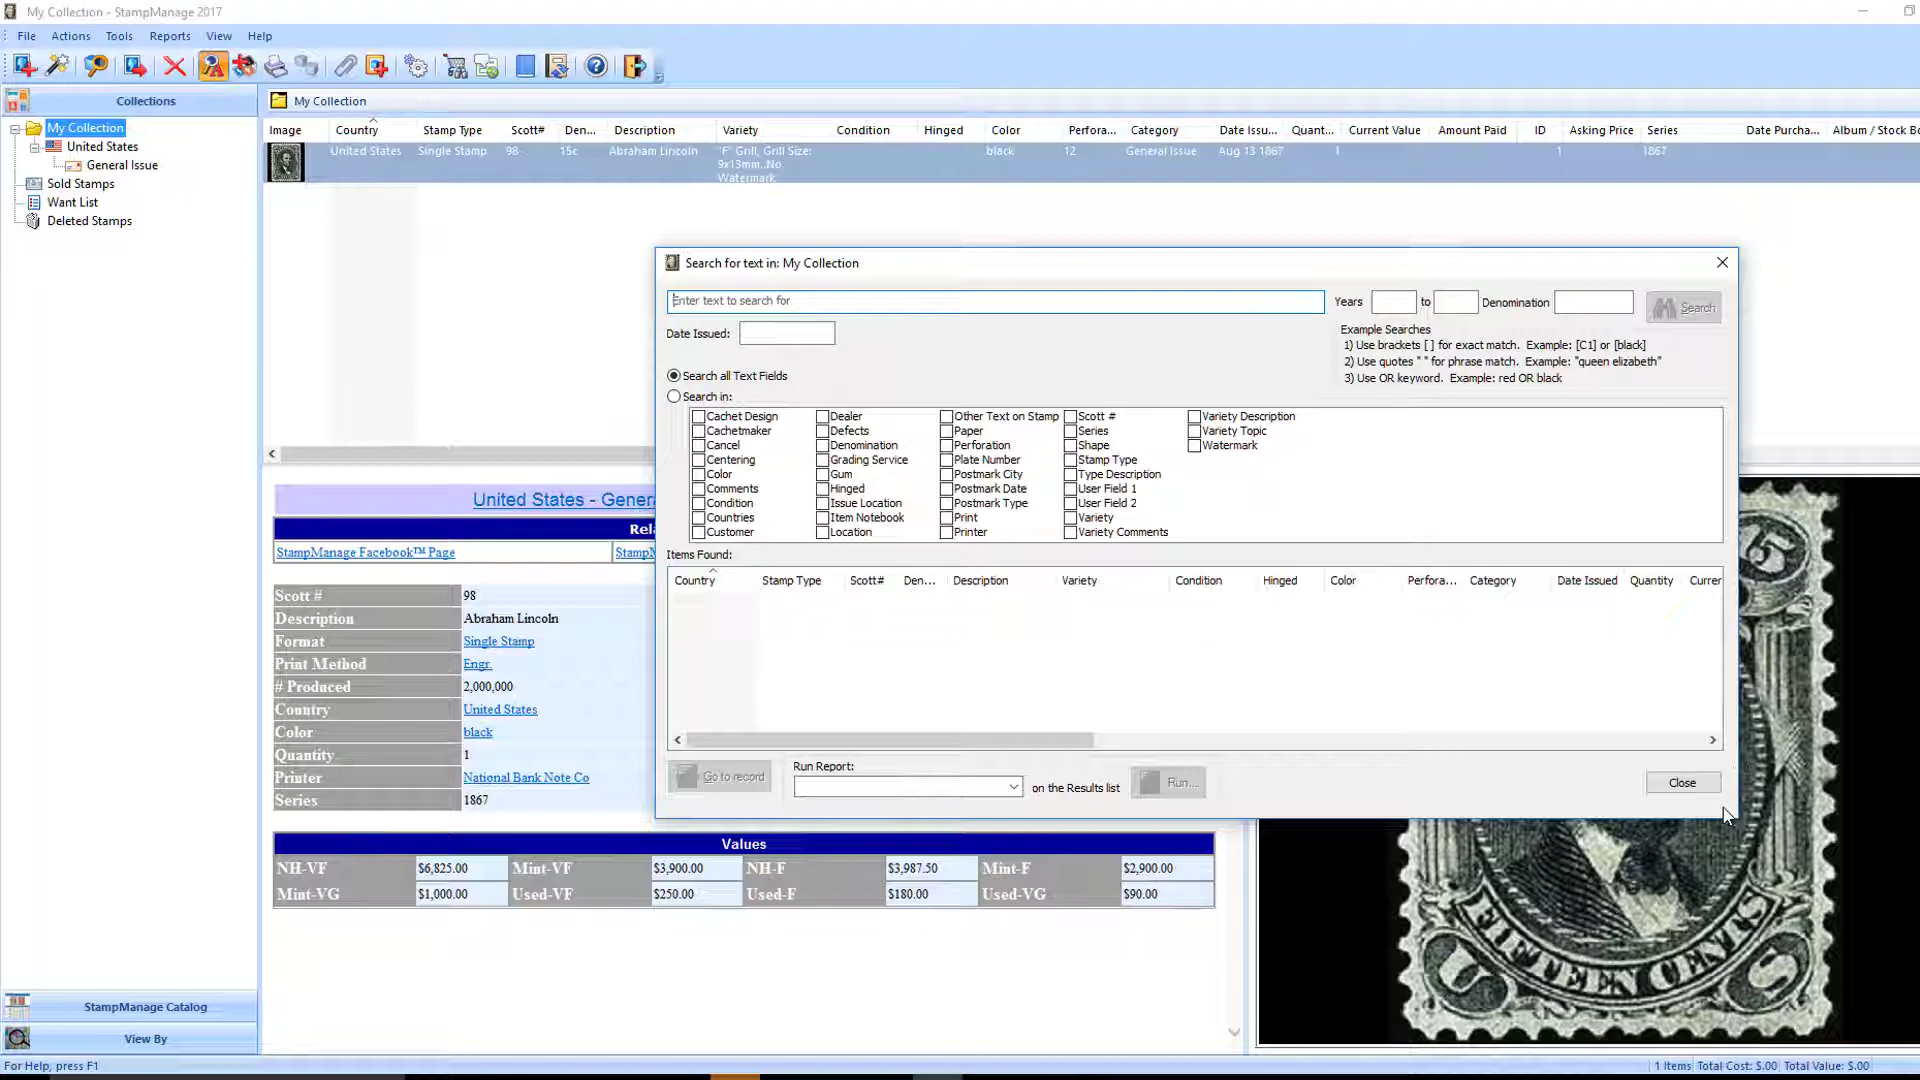 My Collection - StampManage 2017
File Actions Tools Reports View Help
Collections
My Collection
United States
General Issue
Sold Stamps
Want List
Deleted Stamps
My Collection
Image Country Stamp Type Scott# Den... Description Variety Condition Hinged Color Perfora... Category Date Issu... Quant... Current Value Amount Paid ID Asking Price Series Date Purcha... Album / Stock Bo
United States Single Stamp 98 15c Abraham Lincoln "F" Grill, Grill Size: black 12 General Issue Aug 13 1867 1 1 1867
9x13mm..No
Watermark
Search for text in: My Collection
Enter text to search for
Years to Denomination Search
Date Issued:
Example Searches
1) Use brackets [ ] for exact match. Example: [C1] or [black]
2) Use quotes " " for phrase match. Example: "queen elizabeth"
3) Use OR keyword. Example: red OR black
Search all Text Fields
Search in:
Cachet Design Dealer Other Text on Stamp Scott # Variety Description
Cachetmaker Defects Paper Series Variety Topic
Cancel Denomination Perforation Shape Watermark
Centering Grading Service Plate Number Stamp Type
Color Gum Postmark City Type Description
Comments Hinged Postmark Date User Field 1
Condition Issue Location Postmark Type User Field 2
Countries Item Notebook Print Variety
Customer Location Printer Variety Comments
Items Found:
Country Stamp Type Scott# Den... Description Variety Condition Hinged Color Perfora... Category Date Issued Quantity Currer
Go to record
Run Report:
on the Results list
Run...
Close
United States - Genera
Rela
StampManage Facebook™ Page StampM
Scott # 98
Description Abraham Lincoln
Format Single Stamp
Print Method Engr.
# Produced 2,000,000
Country United States
Color black
Quantity 1
Printer National Bank Note Co
Series 1867
Values
NH-VF $6,825.00 Mint-VF $3,900.00 NH-F $3,987.50 Mint-F $2,900.00
Mint-VG $1,000.00 Used-VF $250.00 Used-F $180.00 Used-VG $90.00
5
FIFTEEN CENTS
U S
StampManage Catalog
View By
For Help, press F1
1 Items Total Cost: $.00 Total Value: $.00